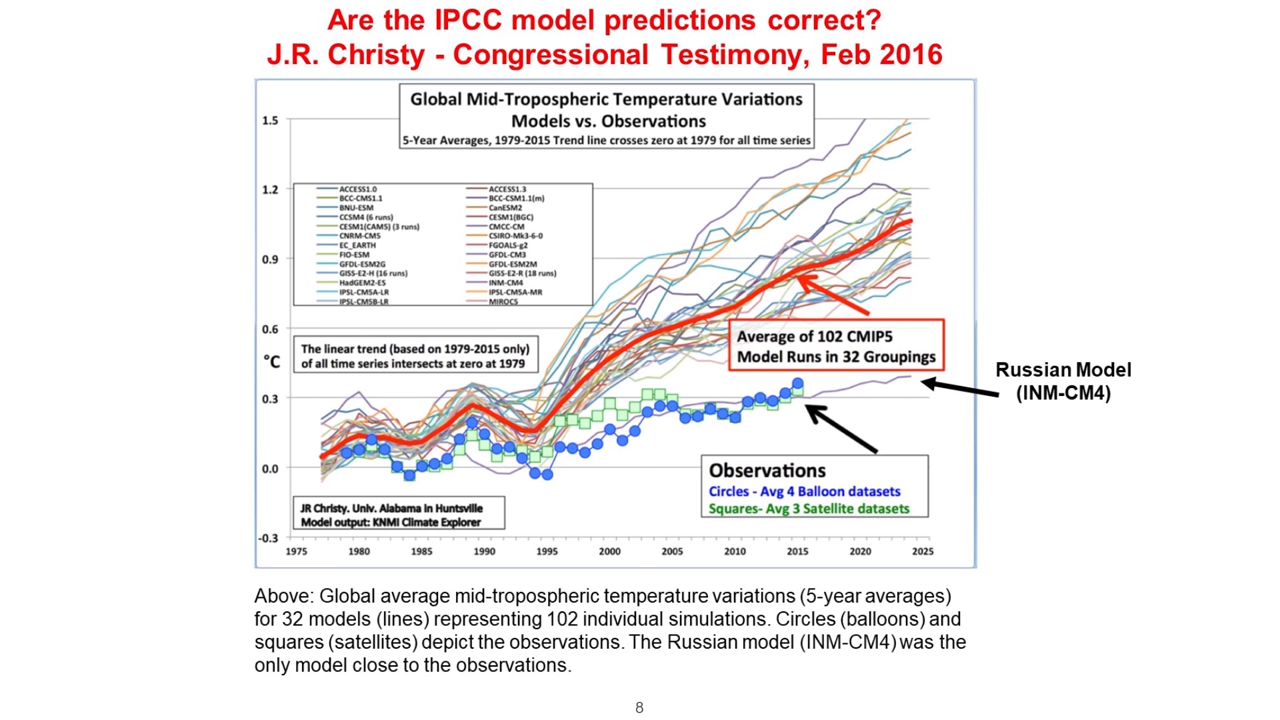 Are the IPCC model predictions correct?
J.R. Christy - Congressional Testimony, Feb 2016
Global Mid-Tropospheric Temperature Variations
Models vs. Observations
5-Year Averages, 1979-2015 Trend line crosses zero at 1979 for all time series
1.5
1.2
0.9
0.6
°C
0.3
0.0
-0.3
ACCESS1.0 ACCESS1.3
BCC-CMS1.1 BCC-CSM1.1(m)
BNU-ESM CanESM2
CCSM4 (6 runs) CESM1(BGC)
CESM1(CAM5) (3 runs) CMCC-CM
CNRM-CM5 CSIRO-Mk3-6-0
EC_EARTH FGOALS-g2
FIO-ESM GFDL-CM3
GFDL-ESM2G GFDL-ESM2M
GISS-E2-H (16 runs) GISS-E2-R (18 runs)
HadGEM2-ES INM-CM4
IPSL-CM5A-LR IPSL-CM5A-MR
IPSL-CM5B-LR MIROC5
The linear trend (based on 1979-2015 only)
of all time series intersects at zero at 1979
Average of 102 CMIP5
Model Runs in 32 Groupings
Russian Model
(INM-CM4)
Observations
Circles - Avg 4 Balloon datasets
Squares- Avg 3 Satellite datasets
JR Christy. Univ. Alabama in Huntsville
Model output: KNMI Climate Explorer
1975 1980 1985 1990 1995 2000 2005 2010 2015 2020 2025
Above: Global average mid-tropospheric temperature variations (5-year averages)
for 32 models (lines) representing 102 individual simulations. Circles (balloons) and
squares (satellites) depict the observations. The Russian model (INM-CM4) was the
only model close to the observations.
8